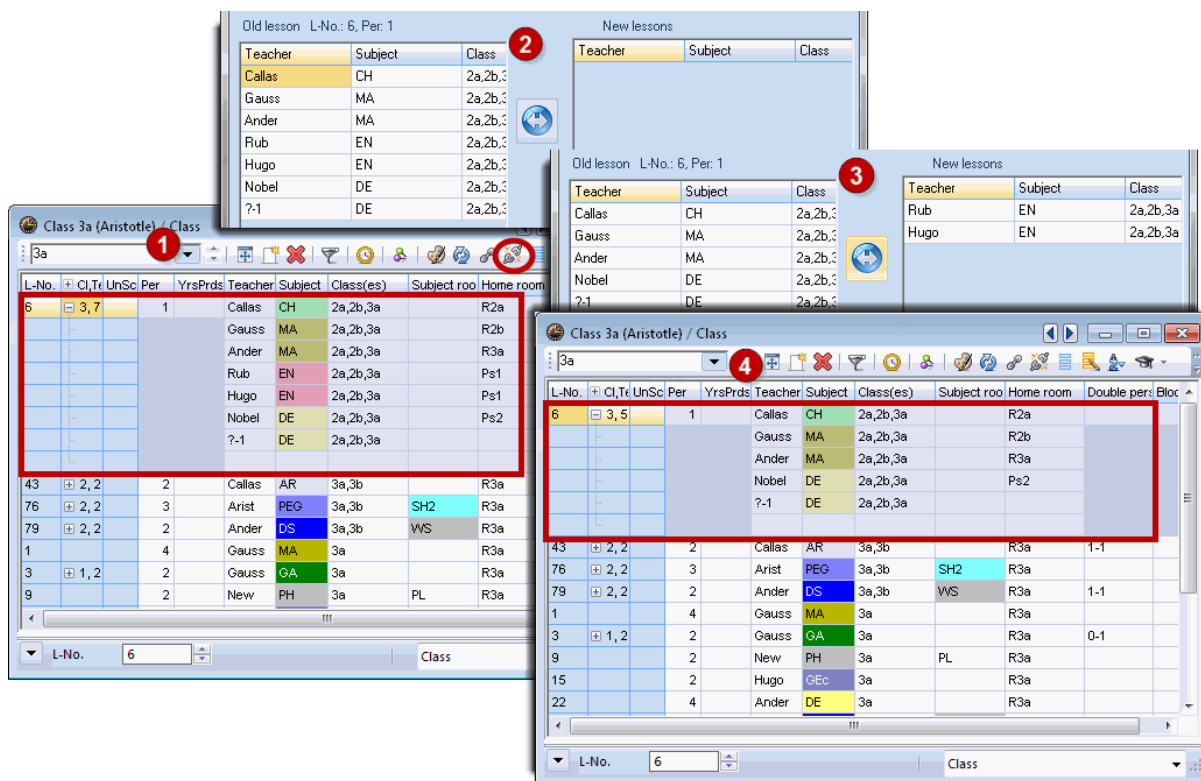 Old lesson L-No.: 6, Per: 1
New lessons
2
Teacher Subject Class
Callas CH 2a,2b,3
Gauss MA 2a,2b,3
Ander MA 2a,2b,3
Rub EN 2a,2b,3
Hugo EN 2a,2b,3
Nobel DE 2a,2b,3
?-1 DE 2a,2b,3
Teacher Subject Class
Old lesson L-No.: 6, Per: 1
New lessons
3
Teacher Subject Class
Callas CH 2a,2b,3
Gauss MA 2a,2b,3
Ander MA 2a,2b,3
Nobel DE 2a,2b,3
?-1 DE 2a,2b,3
Teacher Subject Class
Rub EN 2a,2b,3a
Hugo EN 2a,2b,3a
Class 3a (Aristotle) / Class
1
3a
L-No. Cl,Te UnSc Per YrsPrds Teacher Subject Class(es) Subject roo Home room
6 3, 7 1 Callas CH 2a,2b,3a R2a
Gauss MA 2a,2b,3a R2b
Ander MA 2a,2b,3a R3a
Rub EN 2a,2b,3a Ps1
Hugo EN 2a,2b,3a Ps1
Nobel DE 2a,2b,3a Ps2
?-1 DE 2a,2b,3a
43 2, 2 2 Callas AR 3a,3b R3a
76 2, 2 3 Arist PEG 3a,3b SH2 R3a
79 2, 2 2 Ander DS 3a,3b WS R3a
1 4 Gauss MA 3a R3a
3 1, 2 2 Gauss GA 3a R3a
9 2 New PH 3a PL R3a
L-No. 6 Class
Class 3a (Aristotle) / Class
4
3a
L-No. Cl,Te UnSc Per YrsPrds Teacher Subject Class(es) Subject roo Home room Double pers Bloc
6 3, 5 1 Callas CH 2a,2b,3a R2a
Gauss MA 2a,2b,3a R2b
Ander MA 2a,2b,3a R3a
Nobel DE 2a,2b,3a Ps2
?-1 DE 2a,2b,3a
43 2, 2 2 Callas AR 3a,3b R3a 1-1
76 2, 2 3 Arist PEG 3a,3b SH2 R3a
79 2, 2 2 Ander DS 3a,3b WS R3a 1-1
1 4 Gauss MA 3a R3a
3 1, 2 2 Gauss GA 3a R3a 0-1
9 2 New PH 3a PL R3a
15 2 Hugo GEc 3a R3a
22 4 Ander DE 3a R3a
L-No. 6 Class